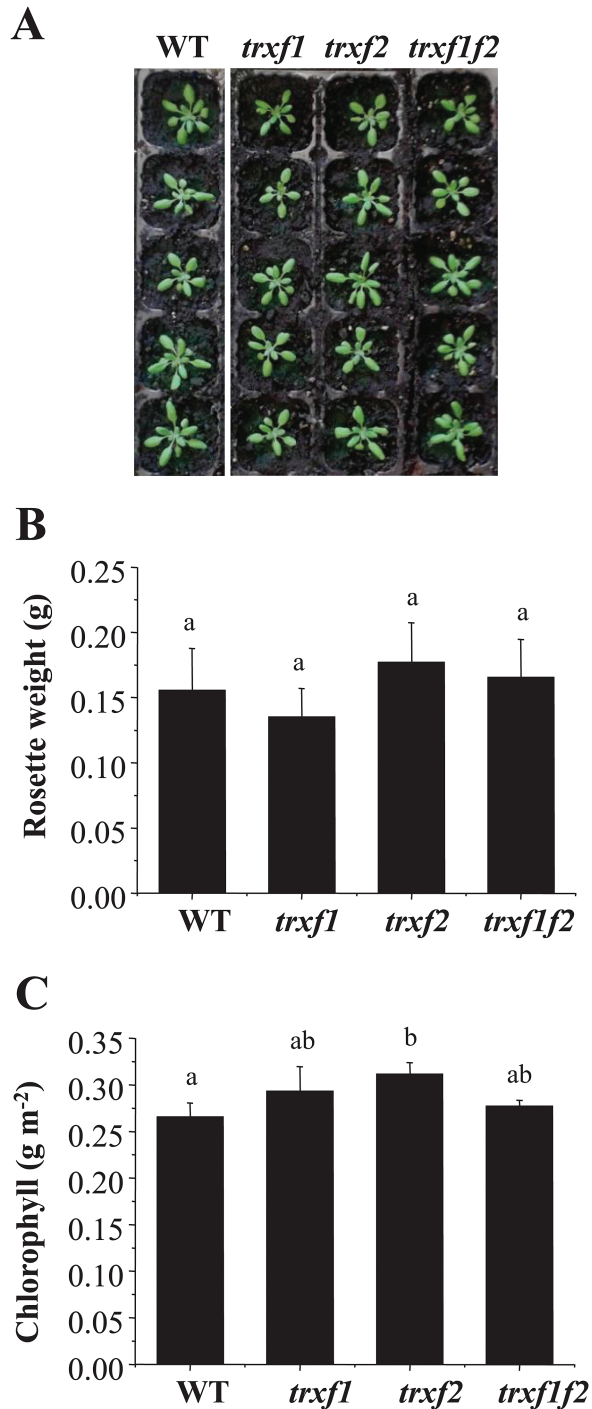 A
WT trxf1 trxf2 trxf1f2
B
Rosette weight (g)
0.25
0.20
0.15
0.10
0.05
0.00
a
a
a
a
WT trxf1 trxf2 trxf1f2
C
Chlorophyll (g m-2)
0.35
0.30
0.25
0.20
0.15
0.10
0.05
0.00
a
ab
b
ab
WT trxf1 trxf2 trxf1f2